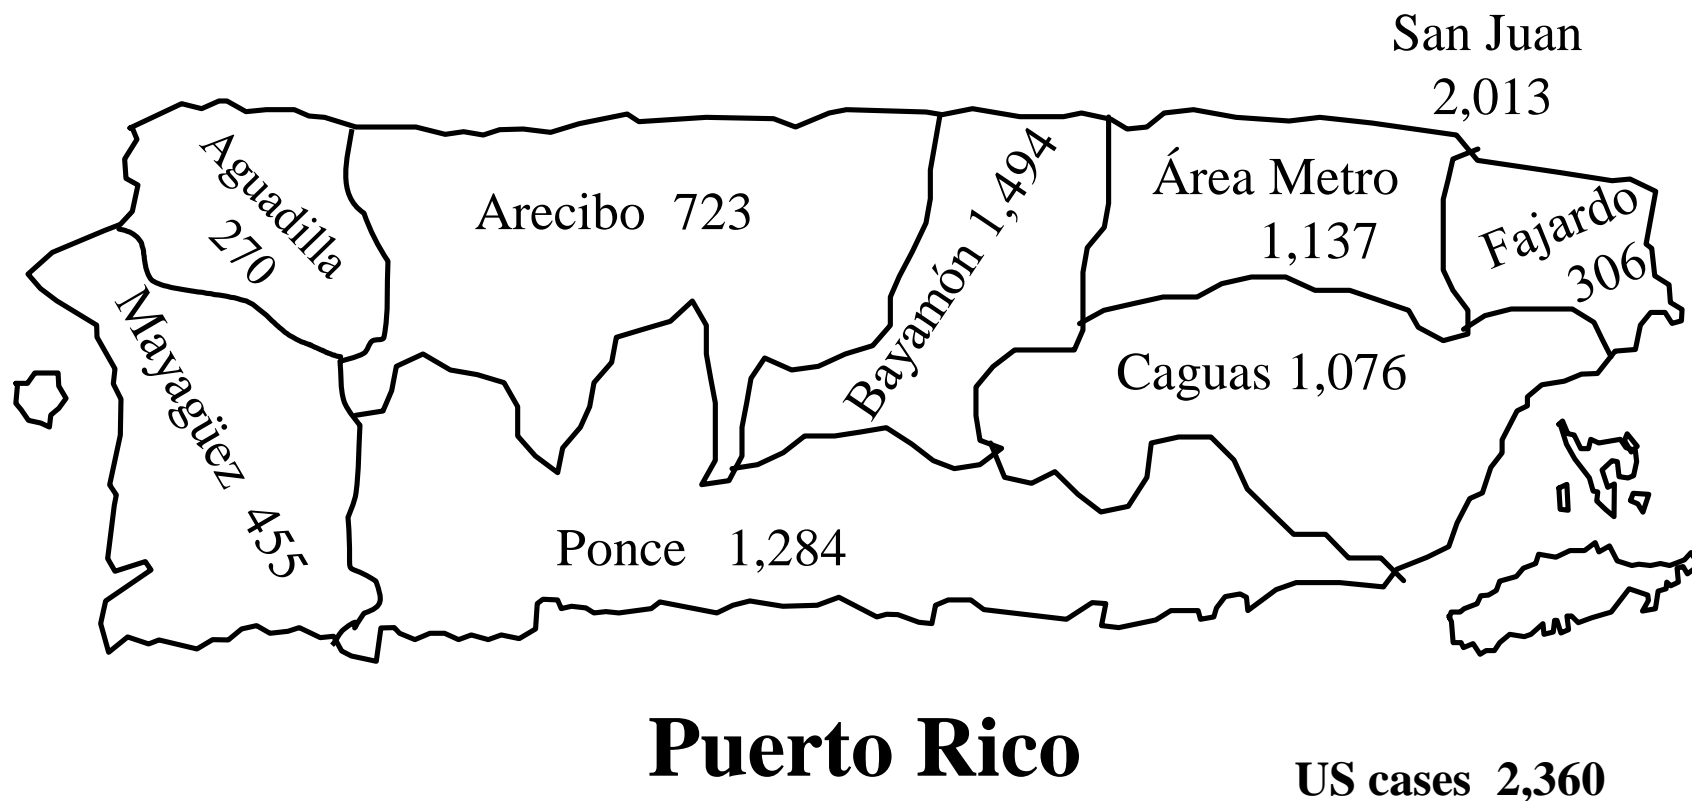 San Juan
2,013
Aguadilla
270
Arecibo 723
Bayamón 1,494
Área Metro
1,137
Fajardo
306
Mayagüez 455
Caguas 1,076
Ponce 1,284
Puerto Rico
US cases 2,360